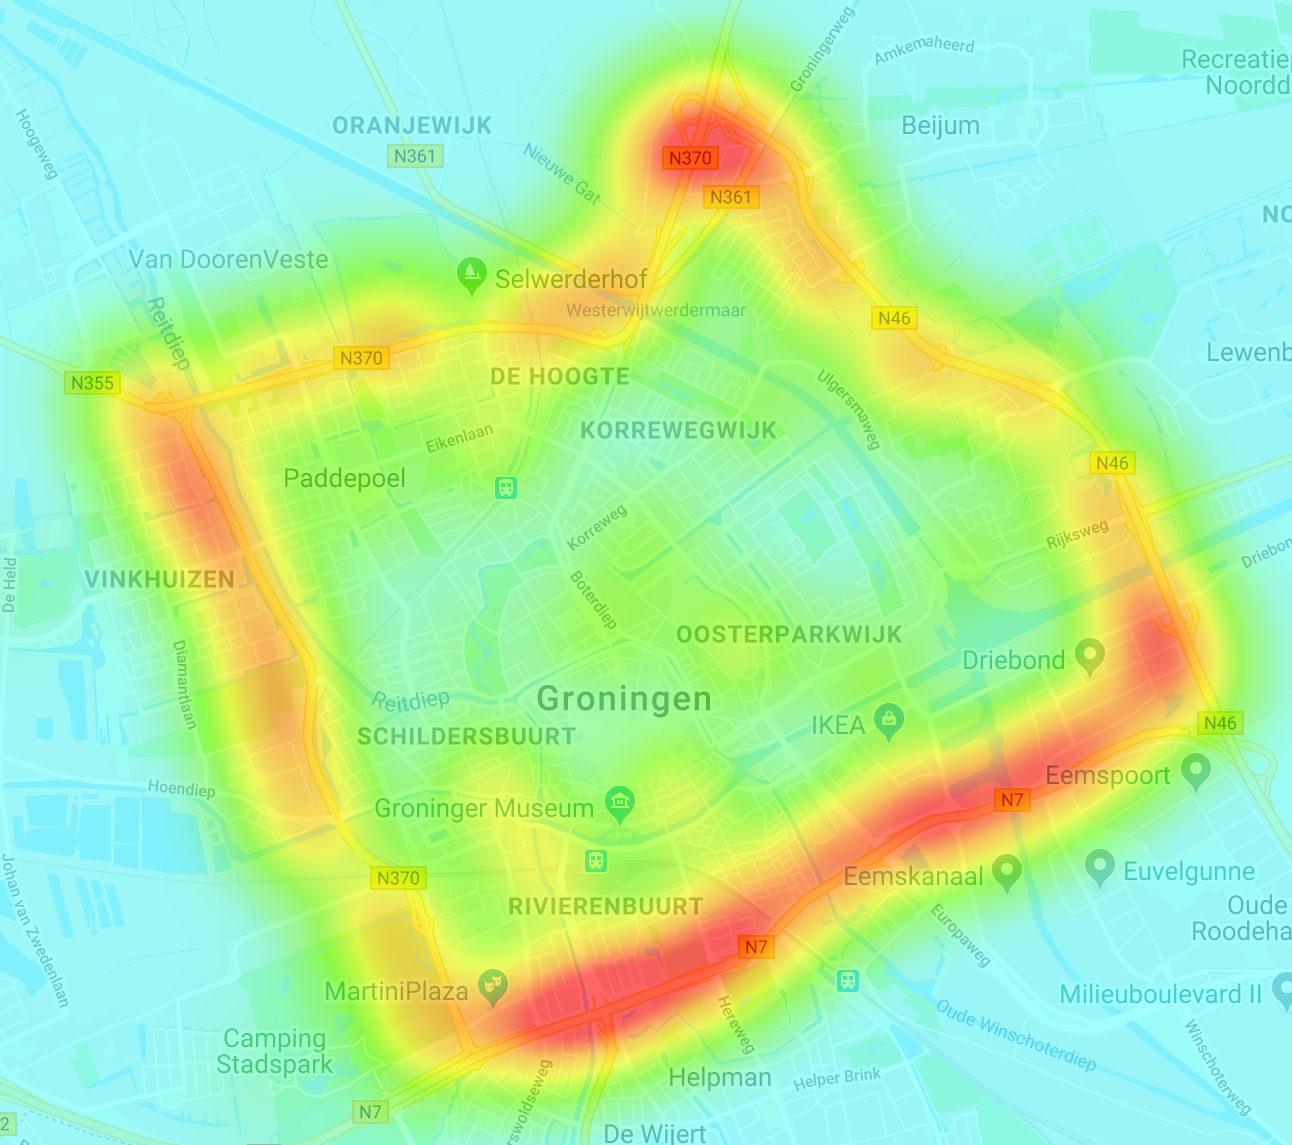 Groningerweg
Amkemaheerd
Recreatie
Noordd
Hoogeweg
ORANJEWIJK
Beijum
N361
Nieuwe Gat
N370
N361
NO
Van DoorenVeste
Selwerderhof
Westerwijtwerdermaar
Reitdiep
N46
N370
Lewenb
N355
DE HOOGTE
Ulgersmaweg
KORREWEGWIJK
Eikenlaan
N46
Paddepoel
Korreweg
Rijksweg
Driebon
De Held
VINKHUIZEN
Boterdiep
OOSTERPARKWIJK
Driebond
Diamantlaan
Reitdiep
Groningen
IKEA
N46
SCHILDERSBUURT
Eemspoort
Hoendiep
Groninger Museum
N7
N370
Eemskanaal
Euvelgunne
Johan van Zwedenlaan
RIVIERENBUURT
Oude
Roodeha
Europaweg
N7
MartiniPlaza
Milieuboulevard II
Hereweg
Oude Winschoterdiep
Camping
Stadspark
Winschoterweg
Helpman
Helper Brink
N7
rswoldseweg
2
De Wijert